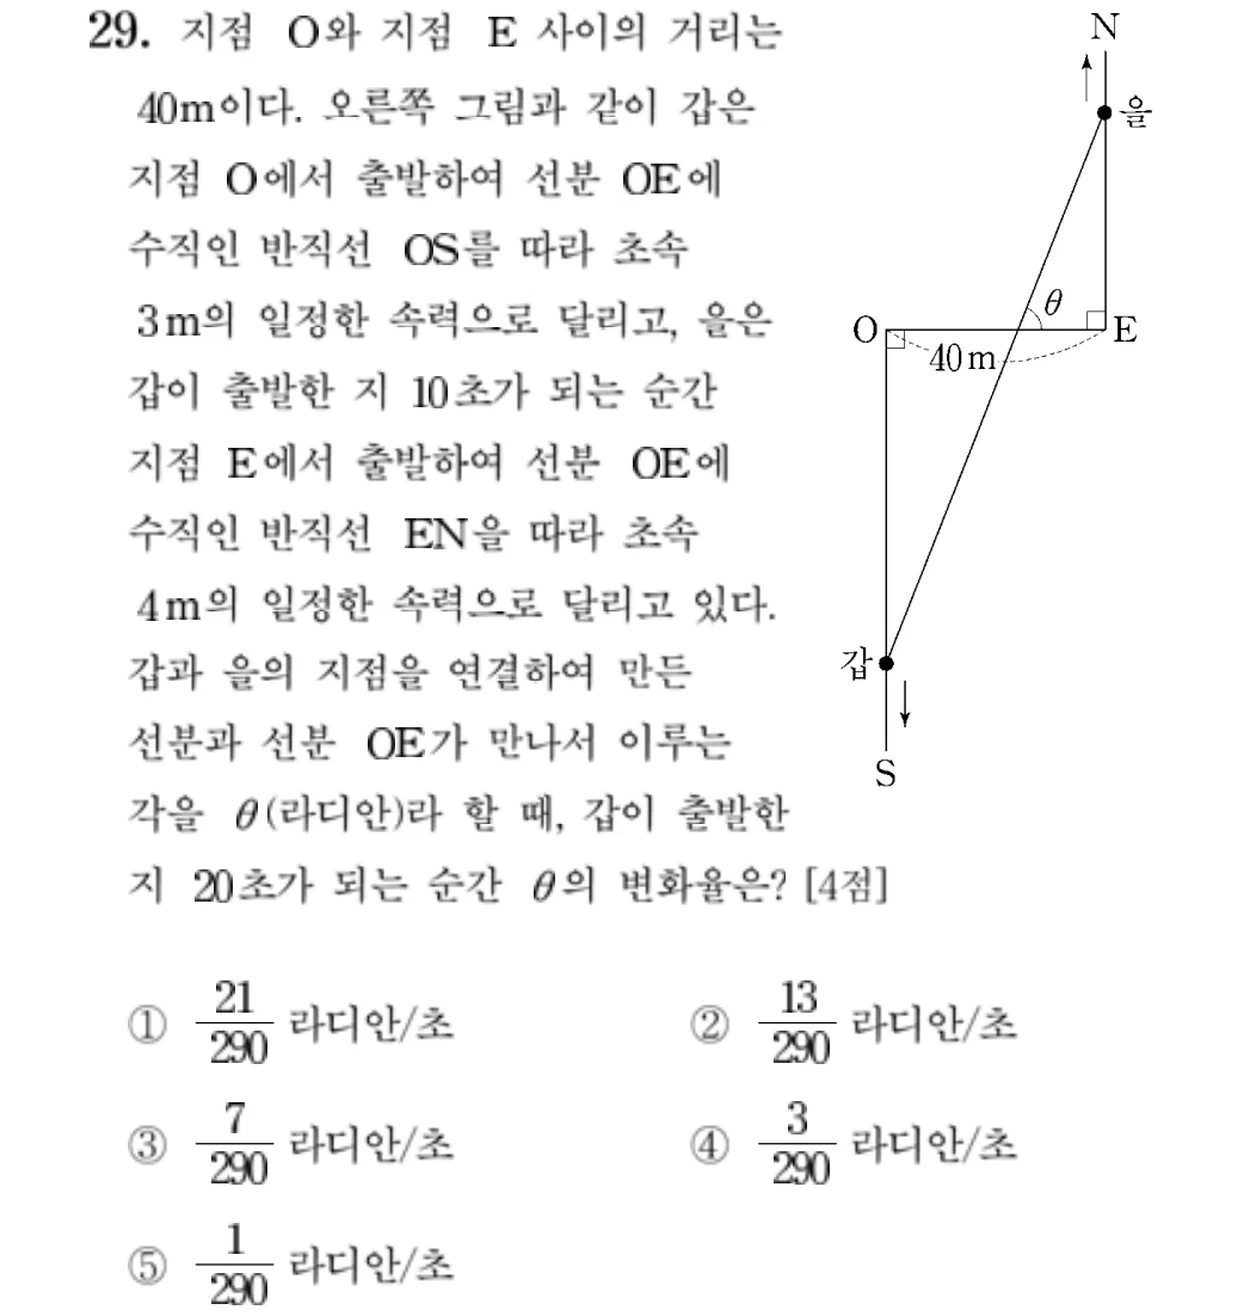 29. 지점 O와 지점 E 사이의 거리는
40m이다. 오른쪽 그림과 같이 갑은
지점 O에서 출발하여 선분 OE에
수직인 반직선 OS를 따라 초속
3m의 일정한 속력으로 달리고, 을은
갑이 출발한 지 10초가 되는 순간
지점 E에서 출발하여 선분 OE에
수직인 반직선 EN을 따라 초속
4m의 일정한 속력으로 달리고 있다.
갑과 을의 지점을 연결하여 만든
선분과 선분 OE가 만나서 이루는
각을 θ(라디안)라 할 때, 갑이 출발한
지 20초가 되는 순간 θ의 변화율은? [4점]
N
을
θ
O
E
40m
갑
S
① 21/290 라디안/초
② 13/290 라디안/초
③ 7/290 라디안/초
④ 3/290 라디안/초
⑤ 1/290 라디안/초